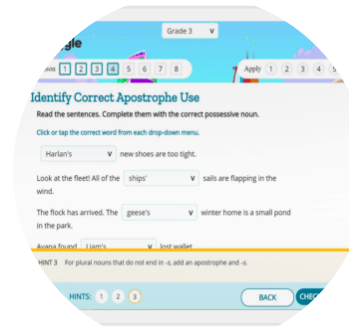 gle
Grade 3 v
1 2 3 4 5 6 7 8
Apply 1 2 3 4
Identify Correct Apostrophe Use
Read the sentences. Complete them with the correct possessive noun.
Click or tap the correct word from each drop-down menu.
Harlan's v new shoes are too tight.
Look at the fleet! All of the ships' v sails are flapping in the
wind.
The flock has arrived. The geese's v winter home is a small pond
in the park.
Ayana found Liam's v lost wallet
HINT 3 For plural nouns that do not end in -s, add an apostrophe and -s.
HINTS: 1 2 3 BACK CHEC